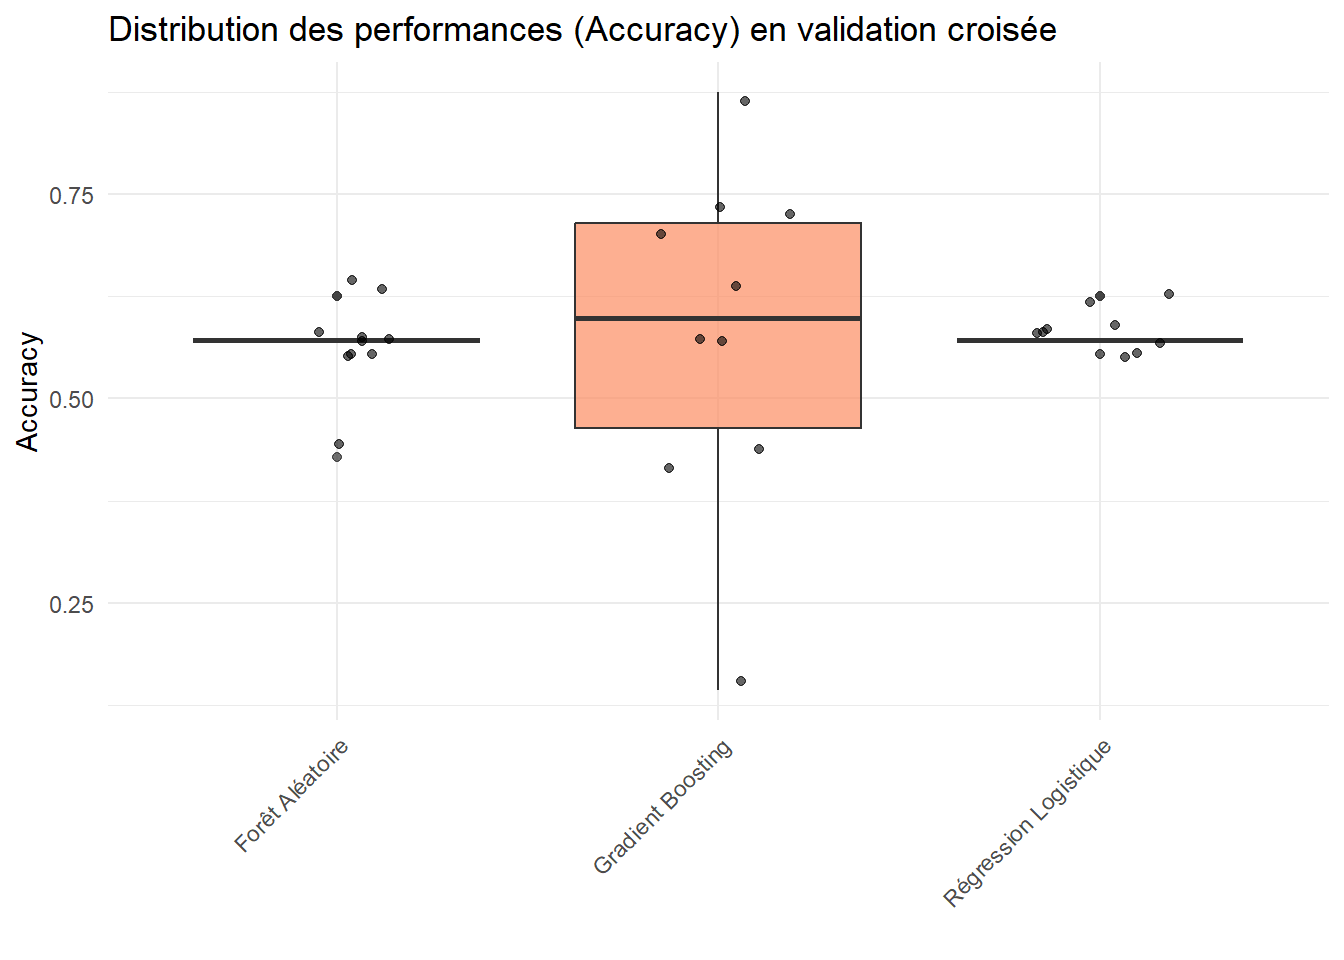 Distribution des performances (Accuracy) en validation croisée
Accuracy
0.75
0.50
0.25
Forêt Aléatoire
Gradient Boosting
Régression Logistique